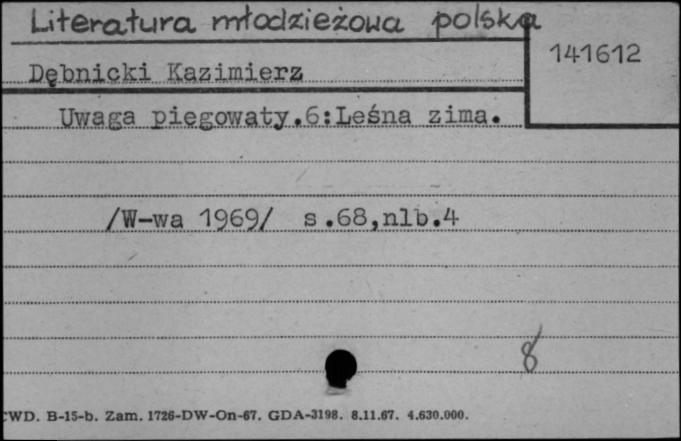 Literatura młodzieżowa polska
141612
Dębnicki Kazimierz
Uwaga piegowaty.6:Leśna zima.
/W-wa 1969/ s.68,nlb.4
8
CWD. B-15-b. Zam. 1726-DW-On-67. GDA-3198. 8.11.67. 4.630.000.